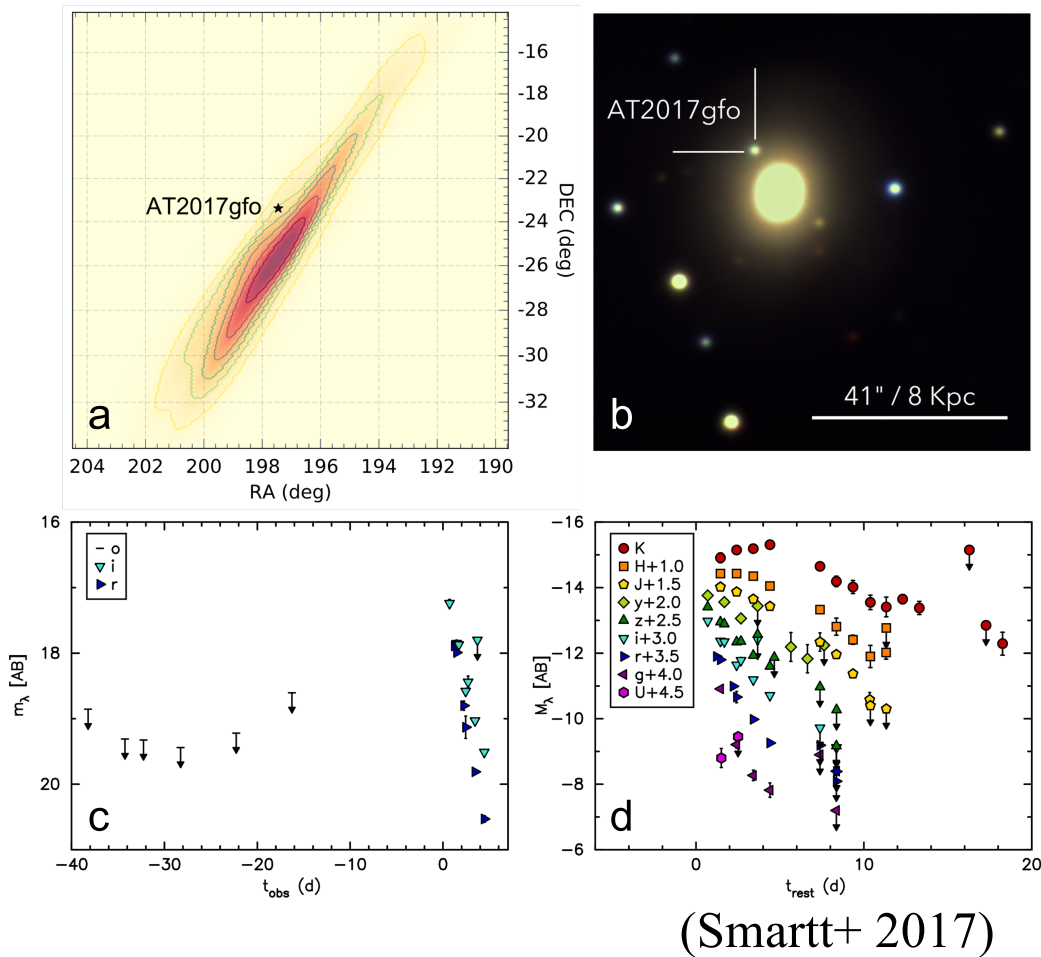 -16
-18
-20
AT2017gfo
-22
-24
-26
-28
-30
-32
DEC (deg)
a
204 202 200 198 196 194 192 190
RA (deg)
AT2017gfo
41" / 8 Kpc
b
16
18
20
o
i
r
m_λ [AB]
c
−40 −30 −20 −10 0
t_obs (d)
−16
−14
−12
−10
−8
−6
K
H+1.0
J+1.5
y+2.0
z+2.5
i+3.0
r+3.5
g+4.0
U+4.5
M_λ [AB]
d
0 10 20
t_rest (d)
(Smartt+ 2017)